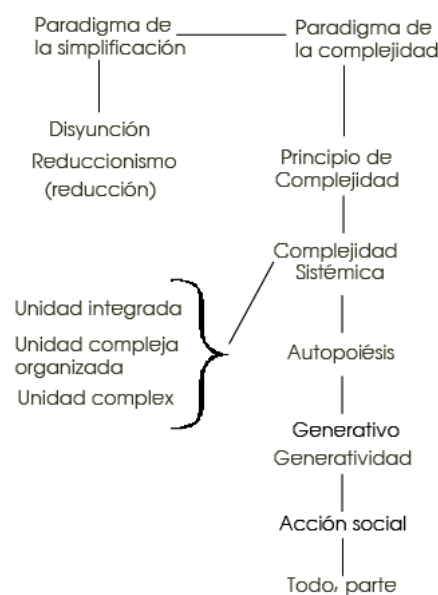 Paradigma de
la simplificación
Paradigma de
la complejidad
Disyunción
Reduccionismo
(reducción)
Principio de
Complejidad
Complejidad
Sistémica
Unidad integrada
Unidad compleja
organizada
Unidad complex
Autopoiésis
Generativo
Generatividad
Acción social
Todo, parte